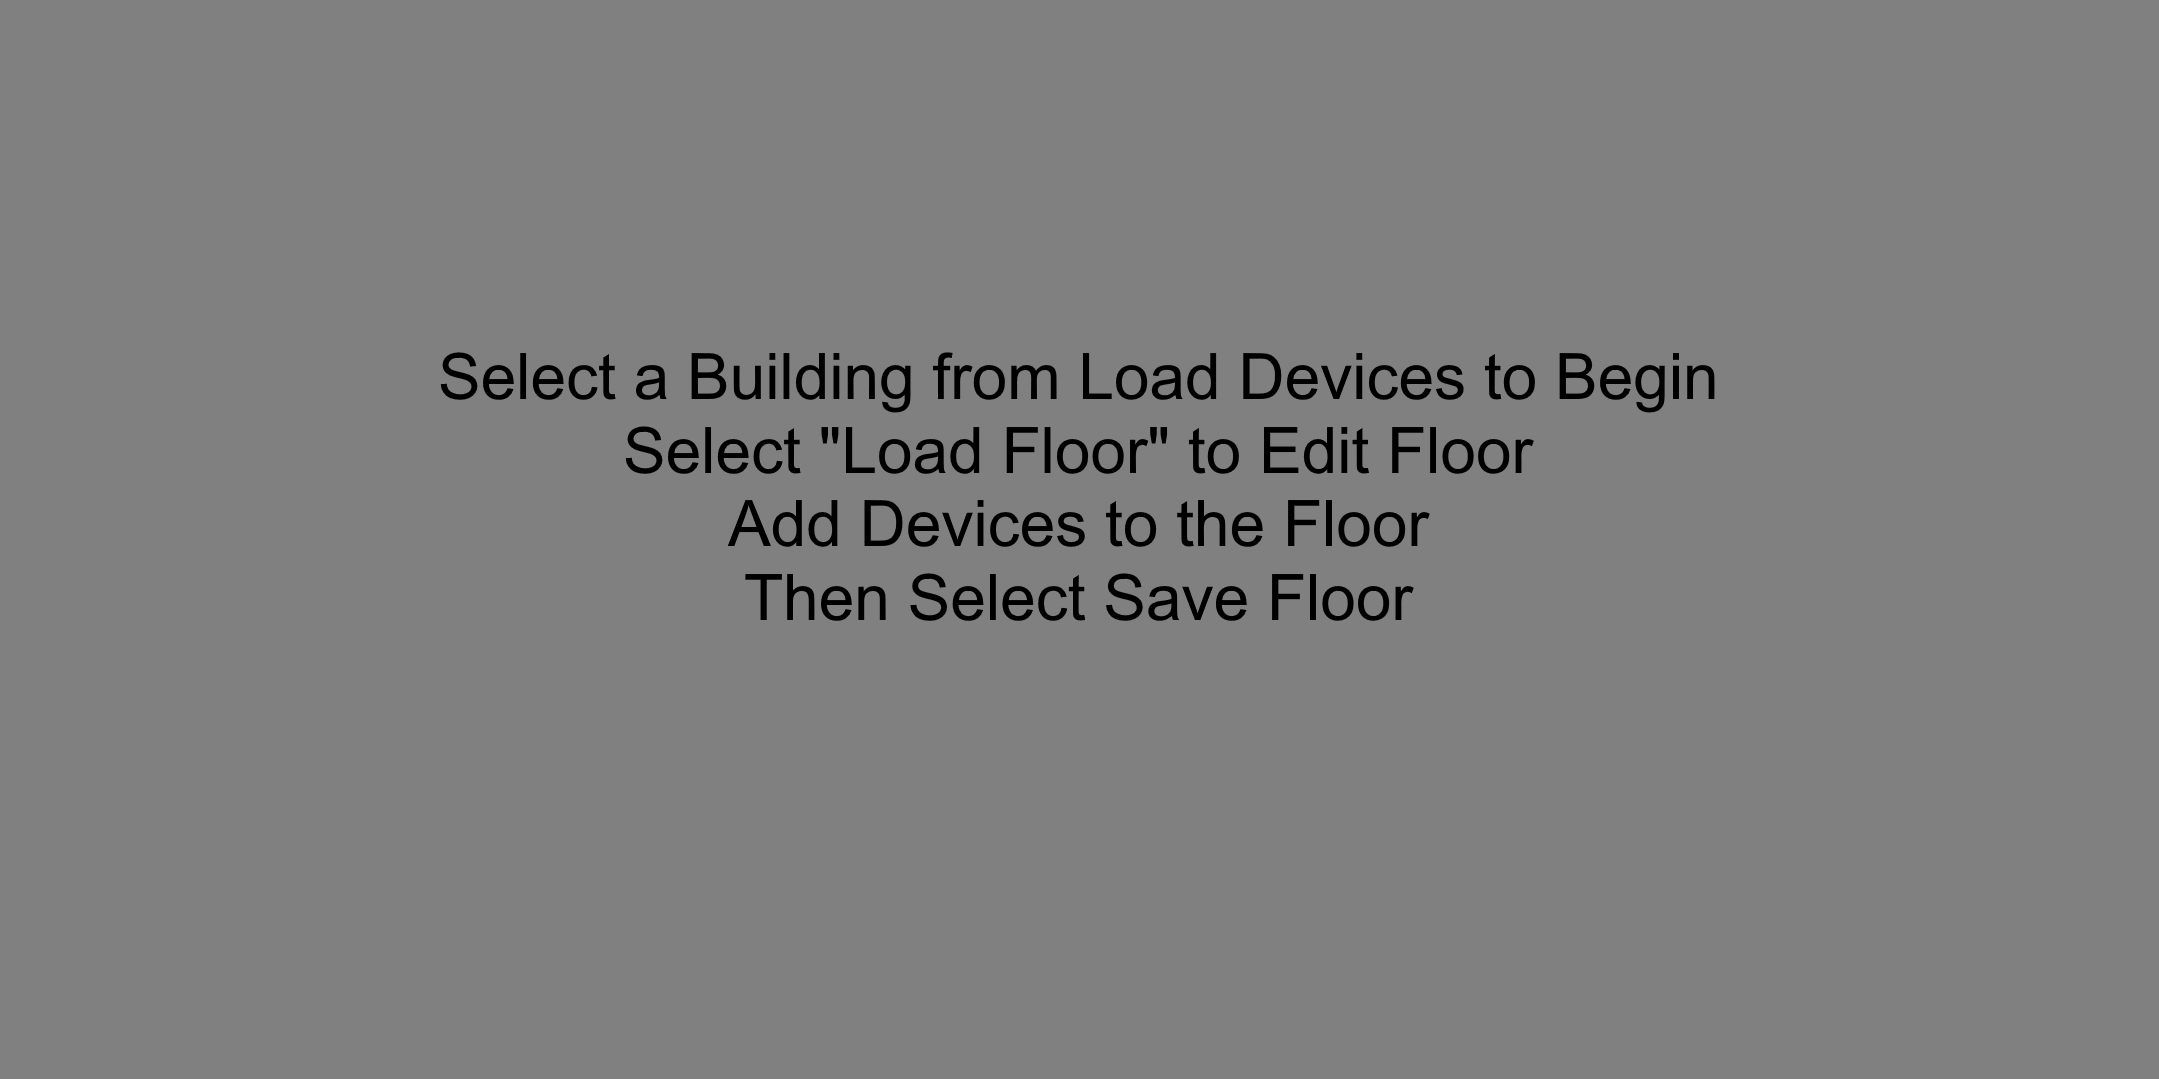 Select a Building from Load Devices to Begin
Select "Load Floor" to Edit Floor
Add Devices to the Floor
Then Select Save Floor